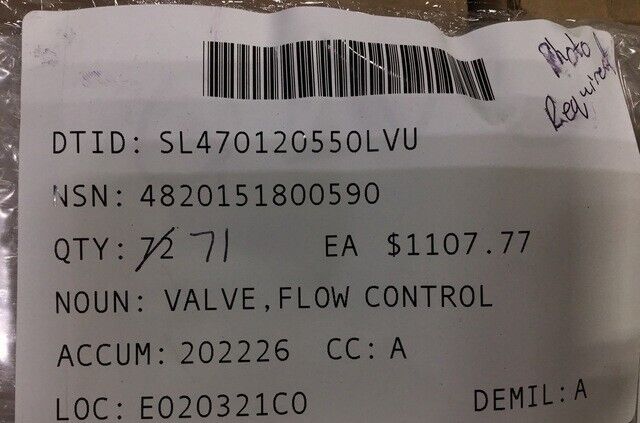 Photo
Required
DTID: SL470120550LVU
NSN: 4820151800590
QTY: 72 71 EA $1107.77
NOUN: VALVE,FLOW CONTROL
ACCUM: 202226 CC: A
LOC: E020321C0 DEMIL: A